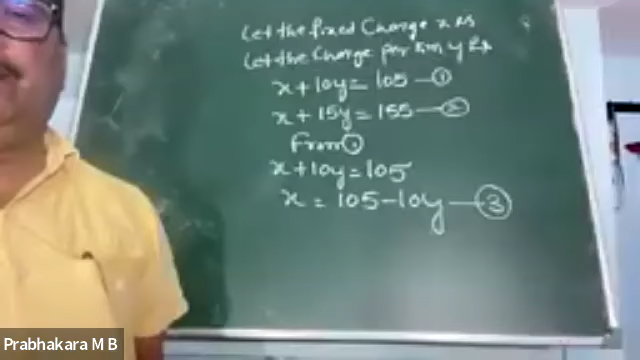 Let the fixed Charge x Rs
Let the Charge per Km y Rs
x + 10y = 105 — ①
x + 15y = 155 — ②
From ①
x + 10y = 105
x = 105 - 10y — ③
Prabhakara M B